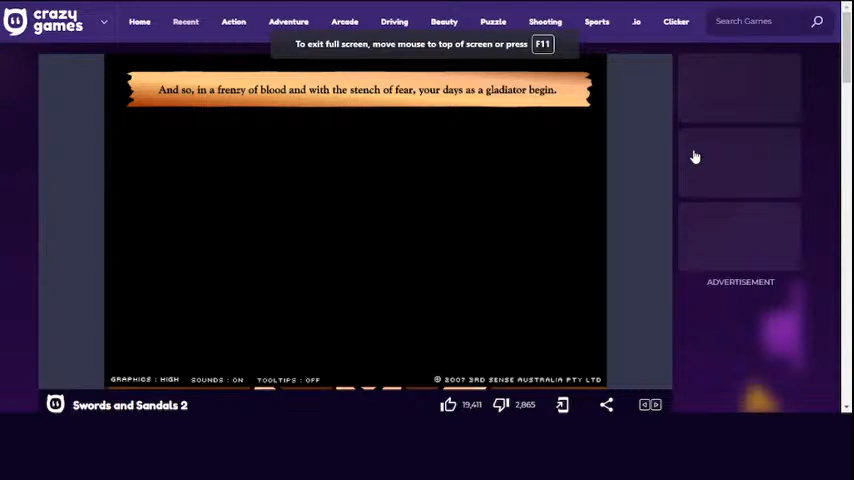 crazy games
Home Recent Action Adventure Arcade Driving Beauty Puzzle Shooting Sports .io Clicker Search Games
To exit full screen, move mouse to top of screen or press F11
And so, in a frenzy of blood and with the stench of fear, your days as a gladiator begin.
ADVERTISEMENT
GRAPHICS : HIGH SOUNDS : ON TOOLTIPS : OFF © 2007 3RD SENSE AUSTRALIA PTY LTD
Swords and Sandals 2 19,411 2,865